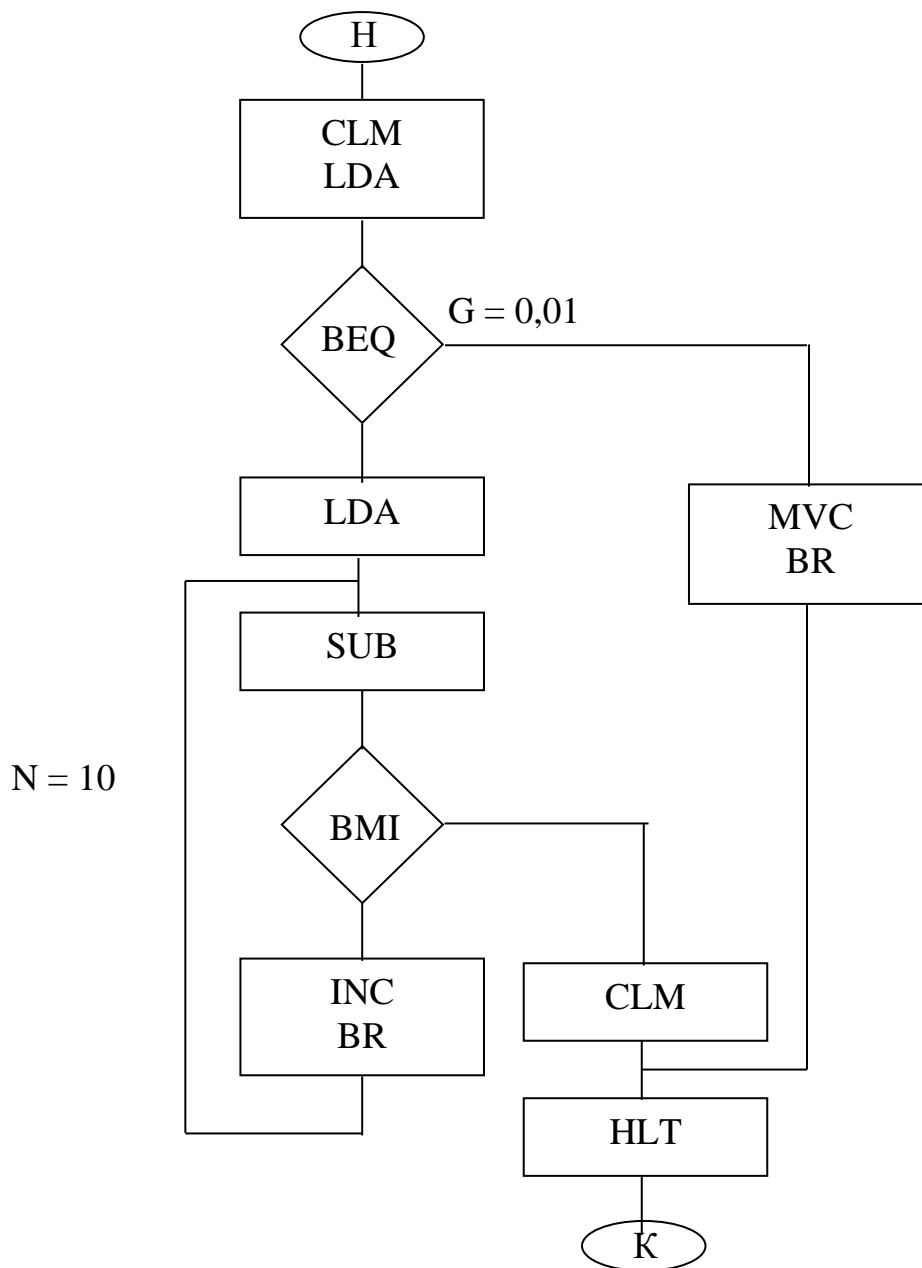 Н
CLM
LDA
G = 0,01
BEQ
LDA
MVC
BR
SUB
N = 10
BMI
INC
BR
CLM
HLT
К